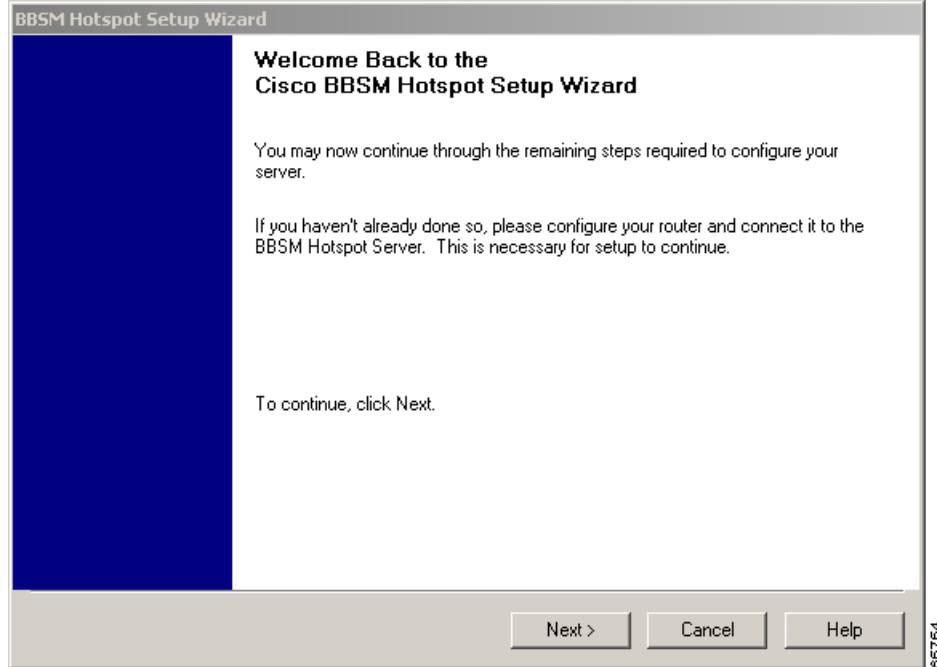 BBSM Hotspot Setup Wizard
Welcome Back to the
Cisco BBSM Hotspot Setup Wizard
You may now continue through the remaining steps required to configure your
server.
If you haven't already done so, please configure your router and connect it to the
BBSM Hotspot Server. This is necessary for setup to continue.
To continue, click Next.
Next >
Cancel
Help